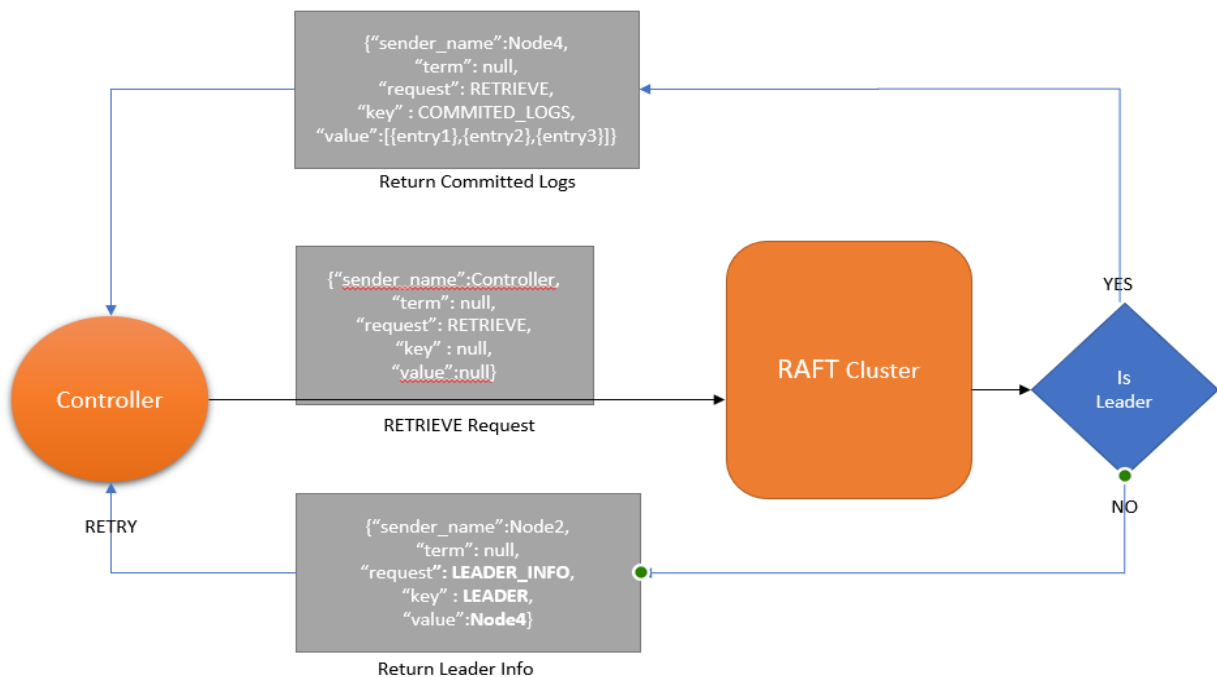 {“sender_name”:Node4,
“term”: null,
“request”: RETRIEVE,
“key” : COMMITED_LOGS,
“value”:[{entry1},{entry2},{entry3}]}
Return Committed Logs
{“sender_name”:Controller,
“term”: null,
“request”: RETRIEVE,
“key” : null,
“value”:null}
RETRIEVE Request
Controller
RAFT Cluster
YES
Is
Leader
NO
RETRY
{“sender_name”:Node2,
“term”: null,
“request”: LEADER_INFO,
“key” : LEADER,
“value”:Node4}
Return Leader Info